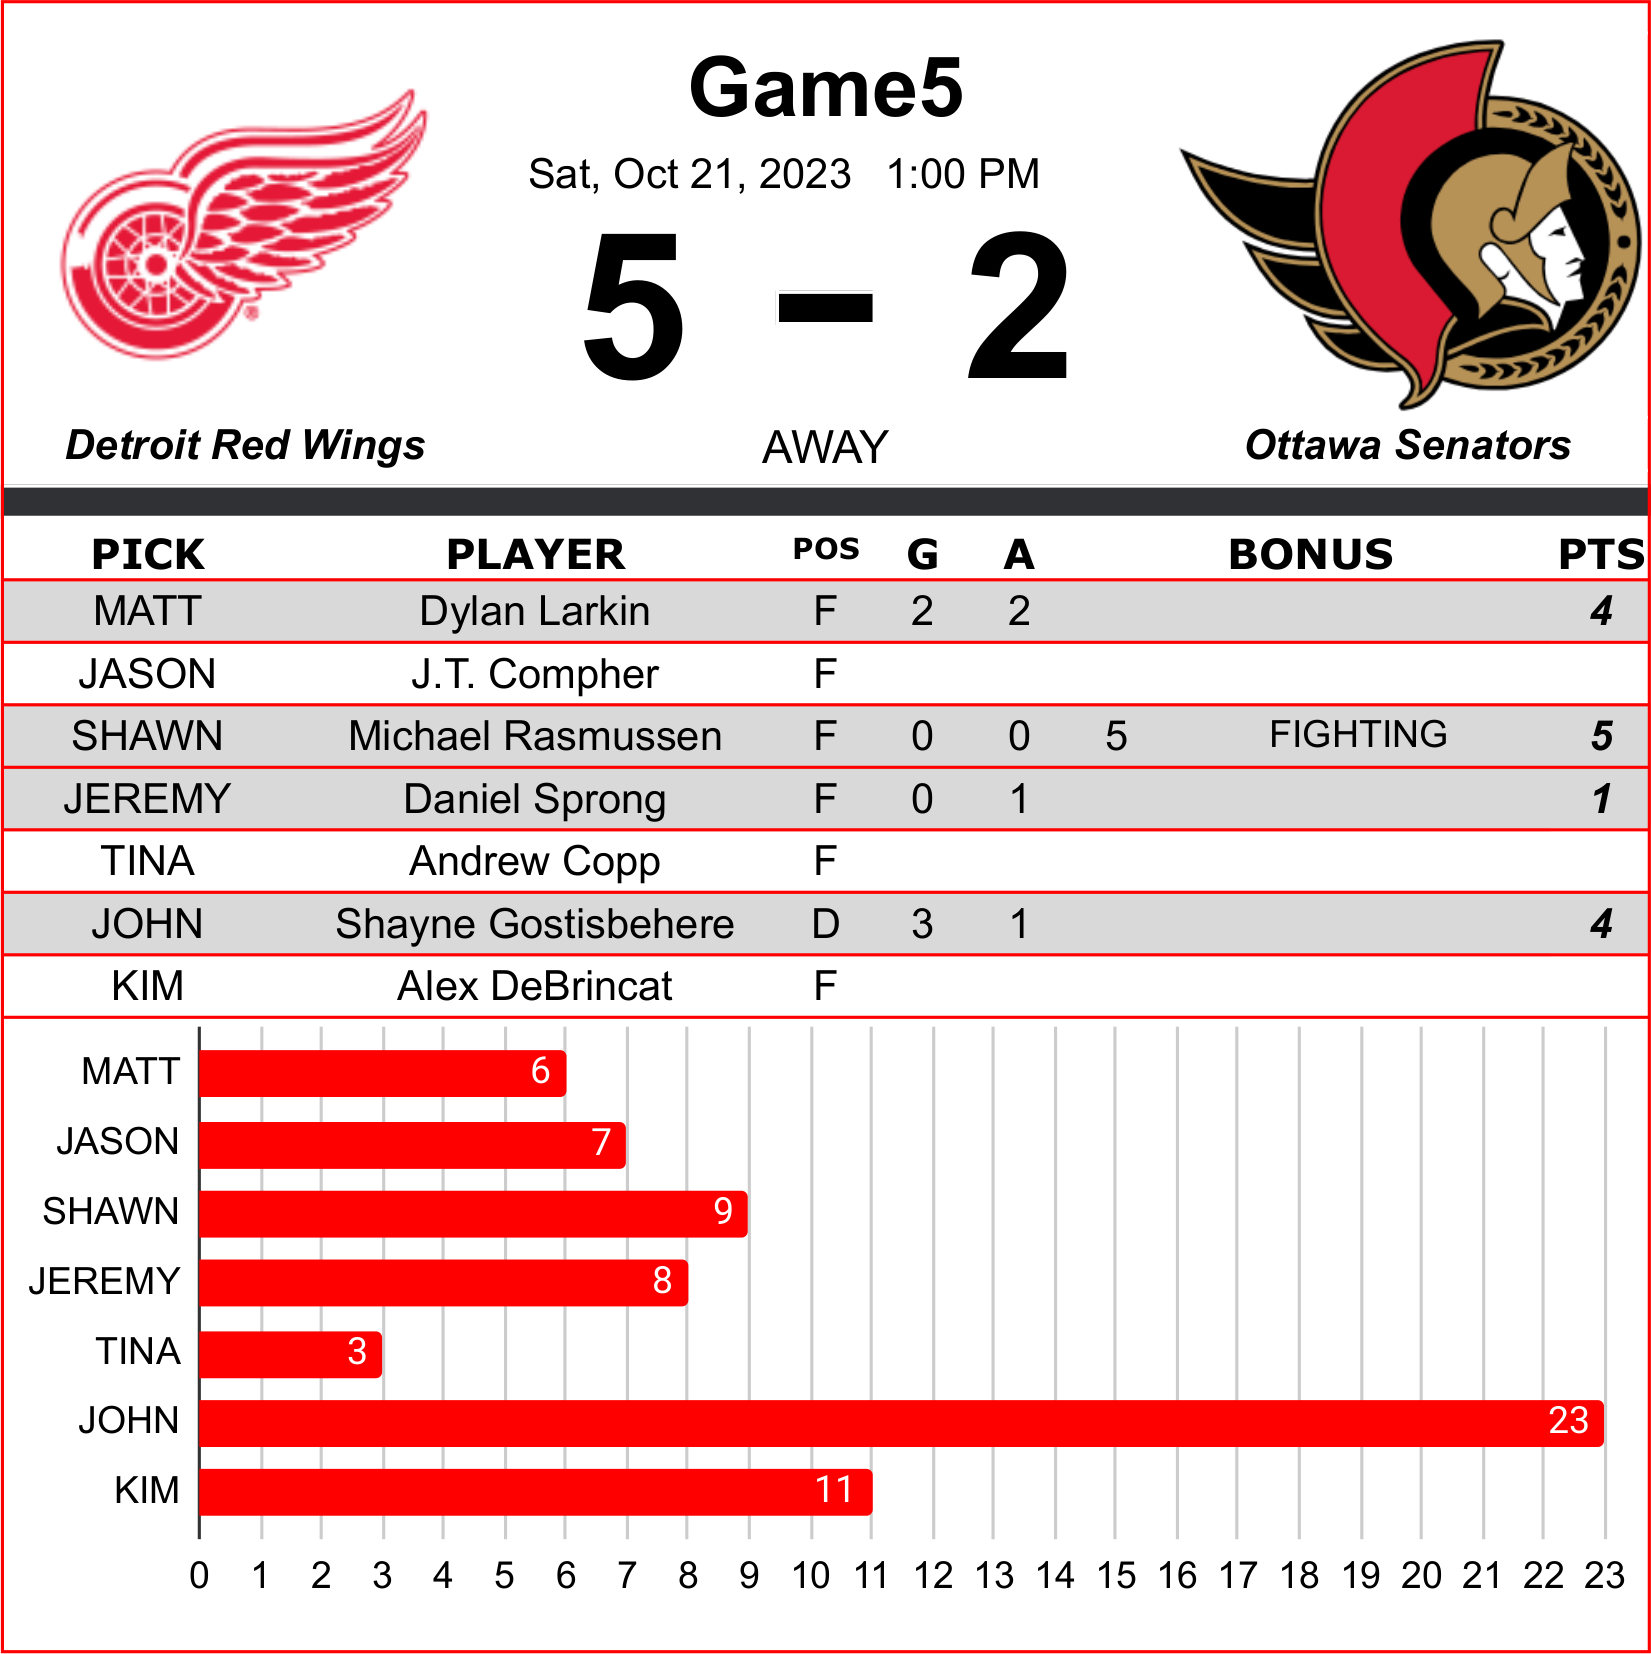 Game5
Sat, Oct 21, 2023 1:00 PM
5 – 2
®
Detroit Red Wings AWAY Ottawa Senators
PICK PLAYER POS G A BONUS PTS
MATT Dylan Larkin F 2 2 4
JASON J.T. Compher F
SHAWN Michael Rasmussen F 0 0 5 FIGHTING 5
JEREMY Daniel Sprong F 0 1 1
TINA Andrew Copp F
JOHN Shayne Gostisbehere D 3 1 4
KIM Alex DeBrincat F
MATT 6
JASON 7
SHAWN 9
JEREMY 8
TINA 3
JOHN 23
KIM 11
0 1 2 3 4 5 6 7 8 9 10 11 12 13 14 15 16 17 18 19 20 21 22 23